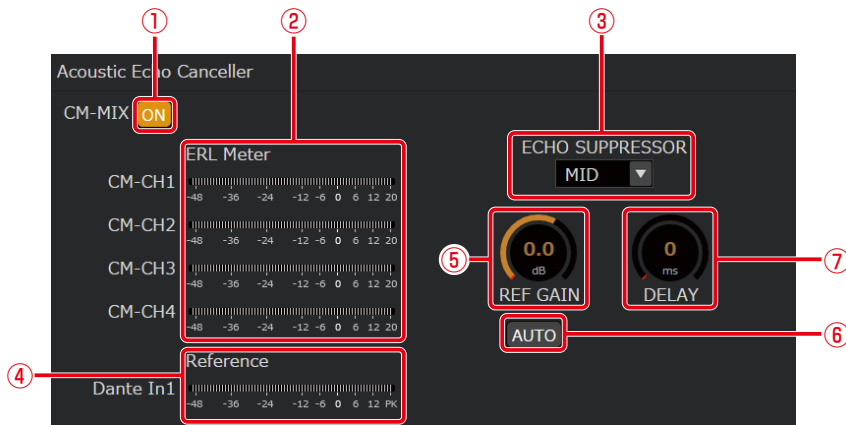 ① ② ③
Acoustic Echo Canceller
CM-MIX ON
ERL Meter
CM-CH1
-48 -36 -24 -12 -6 0 6 12 20
CM-CH2
-48 -36 -24 -12 -6 0 6 12 20
CM-CH3
-48 -36 -24 -12 -6 0 6 12 20
CM-CH4
-48 -36 -24 -12 -6 0 6 12 20
④
Reference
Dante In1
-48 -36 -24 -12 -6 0 6 12 PK
ECHO SUPPRESSOR
MID
⑤
0.0
dB
REF GAIN
0
ms
DELAY
⑦
AUTO
⑥